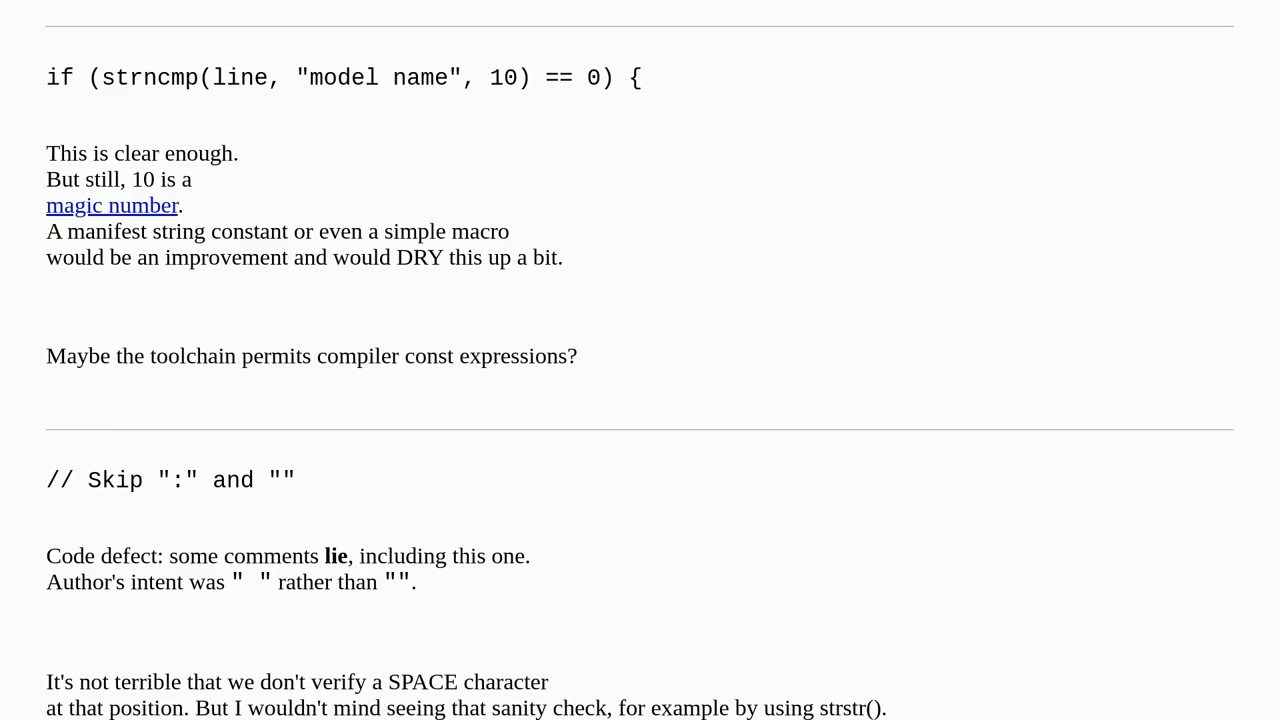 if (strncmp(line, "model name", 10) == 0) {
This is clear enough.
But still, 10 is a
magic number.
A manifest string constant or even a simple macro
would be an improvement and would DRY this up a bit.
Maybe the toolchain permits compiler const expressions?
// Skip ":" and ""
Code defect: some comments lie, including this one.
Author's intent was " " rather than "".
It's not terrible that we don't verify a SPACE character
at that position. But I wouldn't mind seeing that sanity check, for example by using strstr().